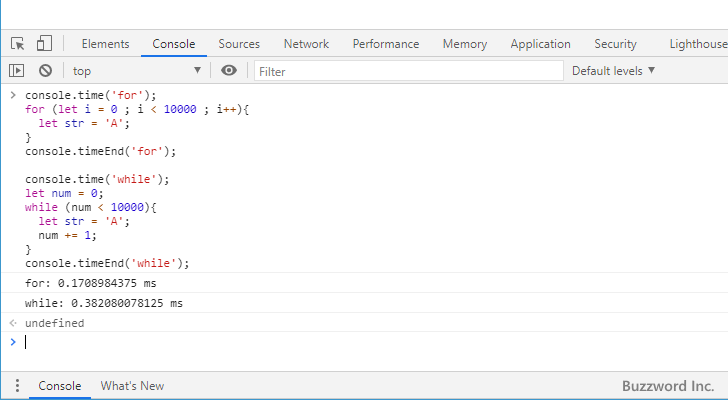 Elements Console Sources Network Performance Memory Application Security Lighthouse
top Filter Default levels
console.time('for');
for (let i = 0 ; i < 10000 ; i++){
  let str = 'A';
}
console.timeEnd('for');
console.time('while');
let num = 0;
while (num < 10000){
  let str = 'A';
  num += 1;
}
console.timeEnd('while');
for: 0.1708984375 ms
while: 0.382080078125 ms
undefined
Console What's New
Buzzword Inc.